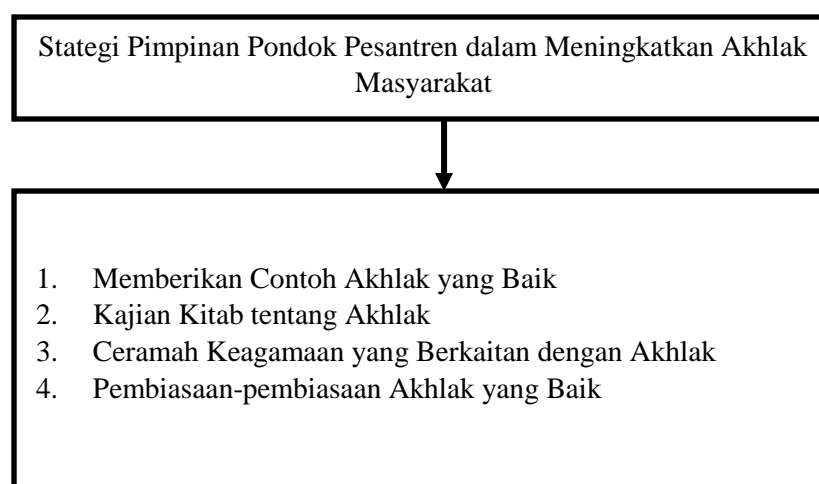 Stategi Pimpinan Pondok Pesantren dalam Meningkatkan Akhlak
Masyarakat
1. Memberikan Contoh Akhlak yang Baik
2. Kajian Kitab tentang Akhlak
3. Ceramah Keagamaan yang Berkaitan dengan Akhlak
4. Pembiasaan-pembiasaan Akhlak yang Baik